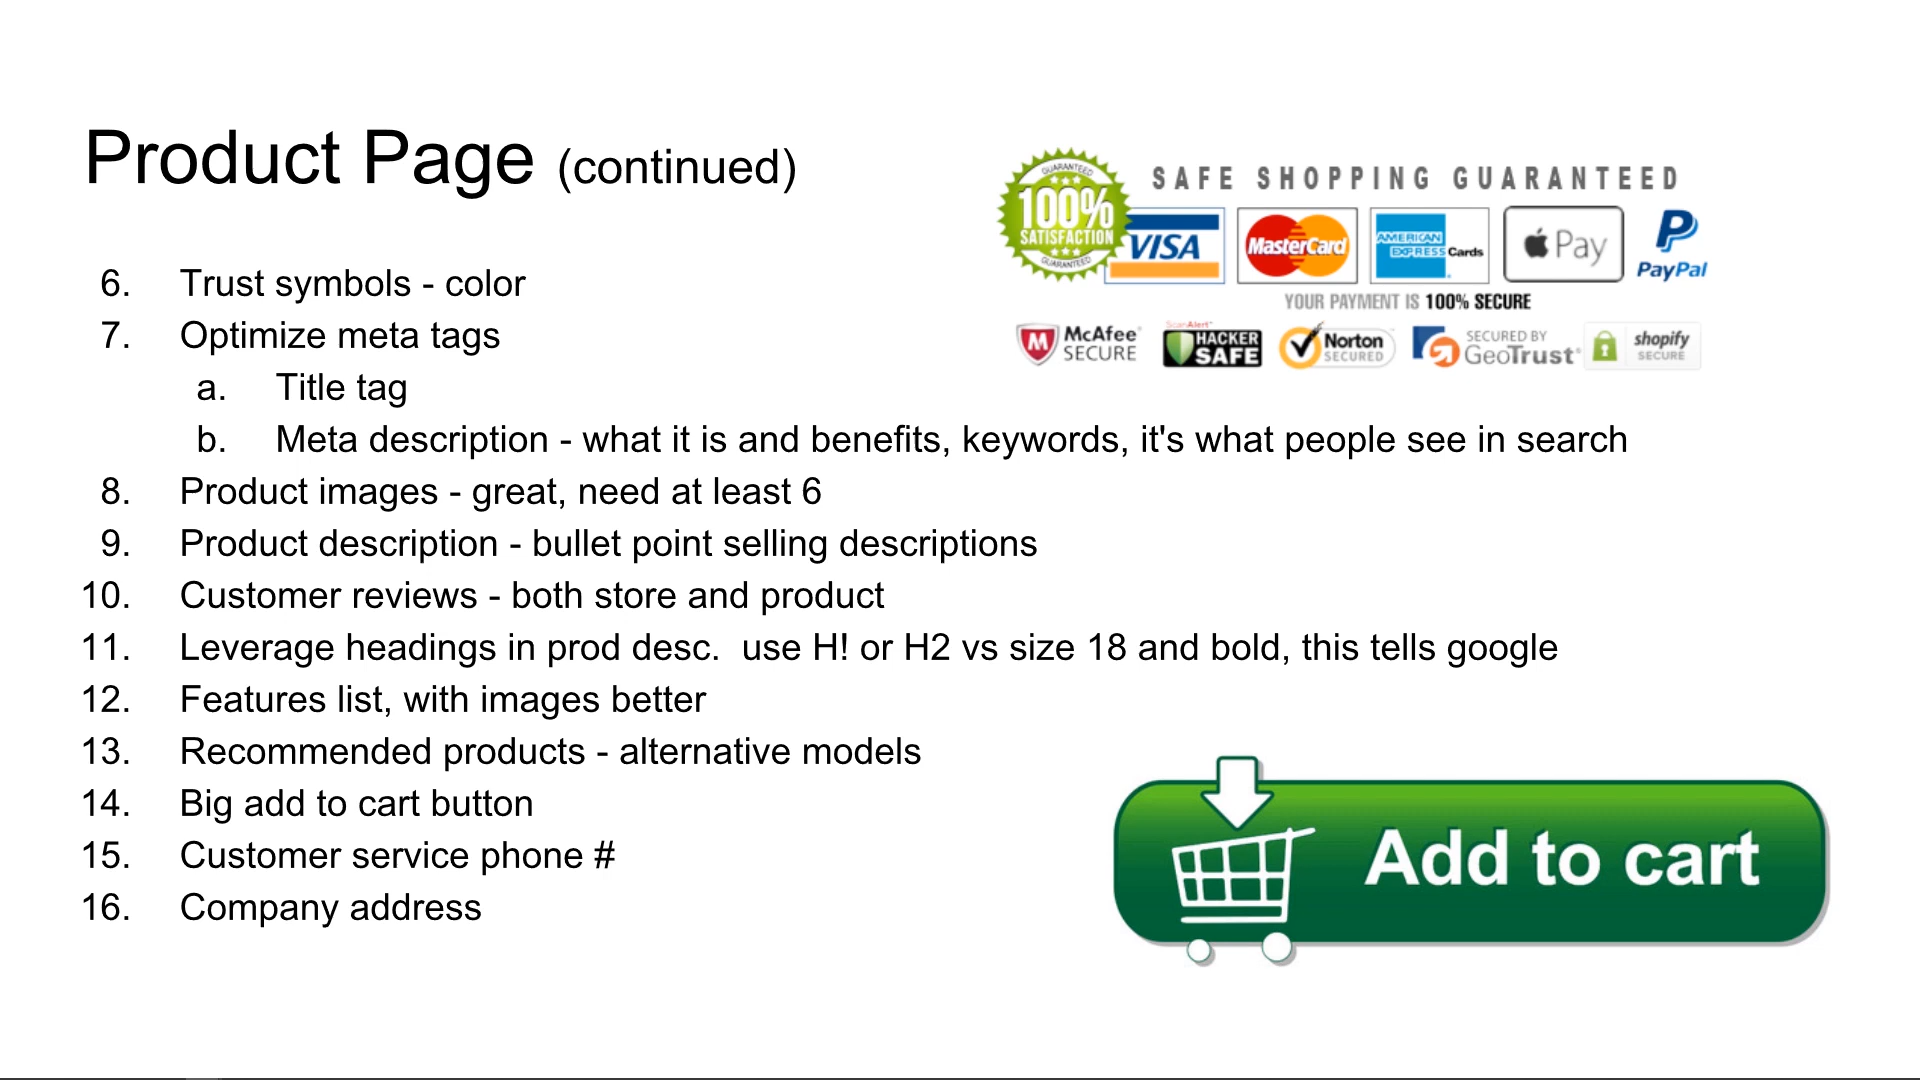 Product Page (continued)
GUARANTEED
100%
SATISFACTION
GUARANTEED
SAFE SHOPPING GUARANTEED
VISA
MasterCard
AMERICAN
EXPRESS Cards
Pay
PayPal
YOUR PAYMENT IS 100% SECURE
McAfee
SECURE
ScanAlert
HACKER
SAFE
Norton
SECURED
SECURED BY
GeoTrust
shopify
SECURE
6. Trust symbols - color
7. Optimize meta tags
a. Title tag
b. Meta description - what it is and benefits, keywords, it's what people see in search
8. Product images - great, need at least 6
9. Product description - bullet point selling descriptions
10. Customer reviews - both store and product
11. Leverage headings in prod desc.  use H! or H2 vs size 18 and bold, this tells google
12. Features list, with images better
13. Recommended products - alternative models
14. Big add to cart button
15. Customer service phone #
16. Company address
Add to cart